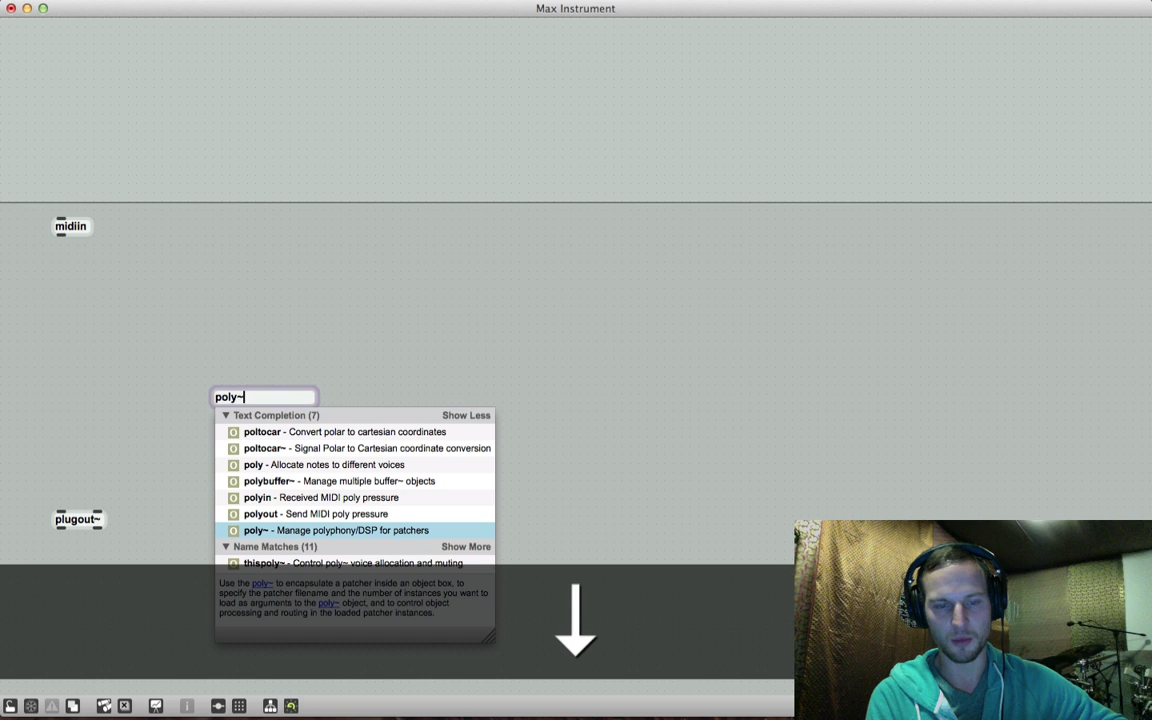 Max Instrument
midiin
poly~
Text Completion (7) Show Less
poltocar - Convert polar to cartesian coordinates
poltocar~ - Signal Polar to Cartesian coordinate conversion
poly - Allocate notes to different voices
polybuffer~ - Manage multiple buffer~ objects
polyin - Received MIDI poly pressure
polyout - Send MIDI poly pressure
poly~ - Manage polyphony/DSP for patchers
Name Matches (11) Show More
thispoly~ - Control poly~ voice allocation and muting
Use the poly~ to encapsulate a patcher inside an object box, to
specify the patcher filename and the number of instances you want to
load as arguments to the poly~ object, and to control object
processing and routing in the loaded patcher instances.
plugout~